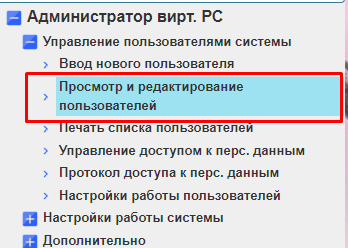 Администратор вирт. РС
Управление пользователями системы
Ввод нового пользователя
Просмотр и редактирование
пользователей
Печать списка пользователей
Управление доступом к перс. данным
Протокол доступа к перс. данным
Настройки работы пользователей
Настройки работы системы
Дополнительно